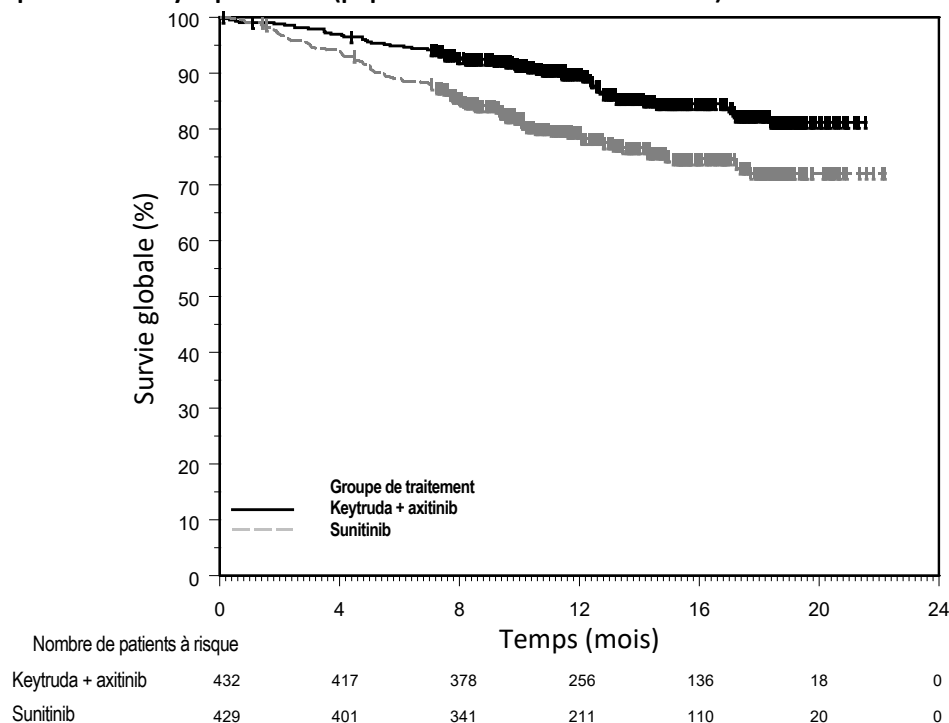 100
90
80
70
60
50
40
30
20
10
0
Survie globale (%)
Groupe de traitement
Keytruda + axitinib
Sunitinib
0 4 8 12 16 20 24
Temps (mois)
Nombre de patients à risque
Keytruda + axitinib 432 417 378 256 136 18 0
Sunitinib 429 401 341 211 110 20 0